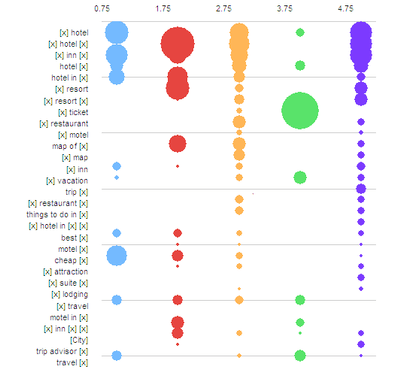 0.75 1.75 2.75 3.75 4.75
[x] hotel
[x] hotel [x]
[x] inn [x]
hotel [x]
hotel in [x]
[x] resort
[x] resort [x]
[x] ticket
[x] restaurant
[x] motel
map of [x]
[x] map
[x] inn
[x] vacation
trip [x]
[x] restaurant [x]
things to do in [x]
[x] hotel in [x] [x]
best [x]
motel [x]
cheap [x]
[x] attraction
[x] suite [x]
[x] lodging
[x] travel
motel in [x]
[x] inn [x] [x]
[City]
trip advisor [x]
travel [x]